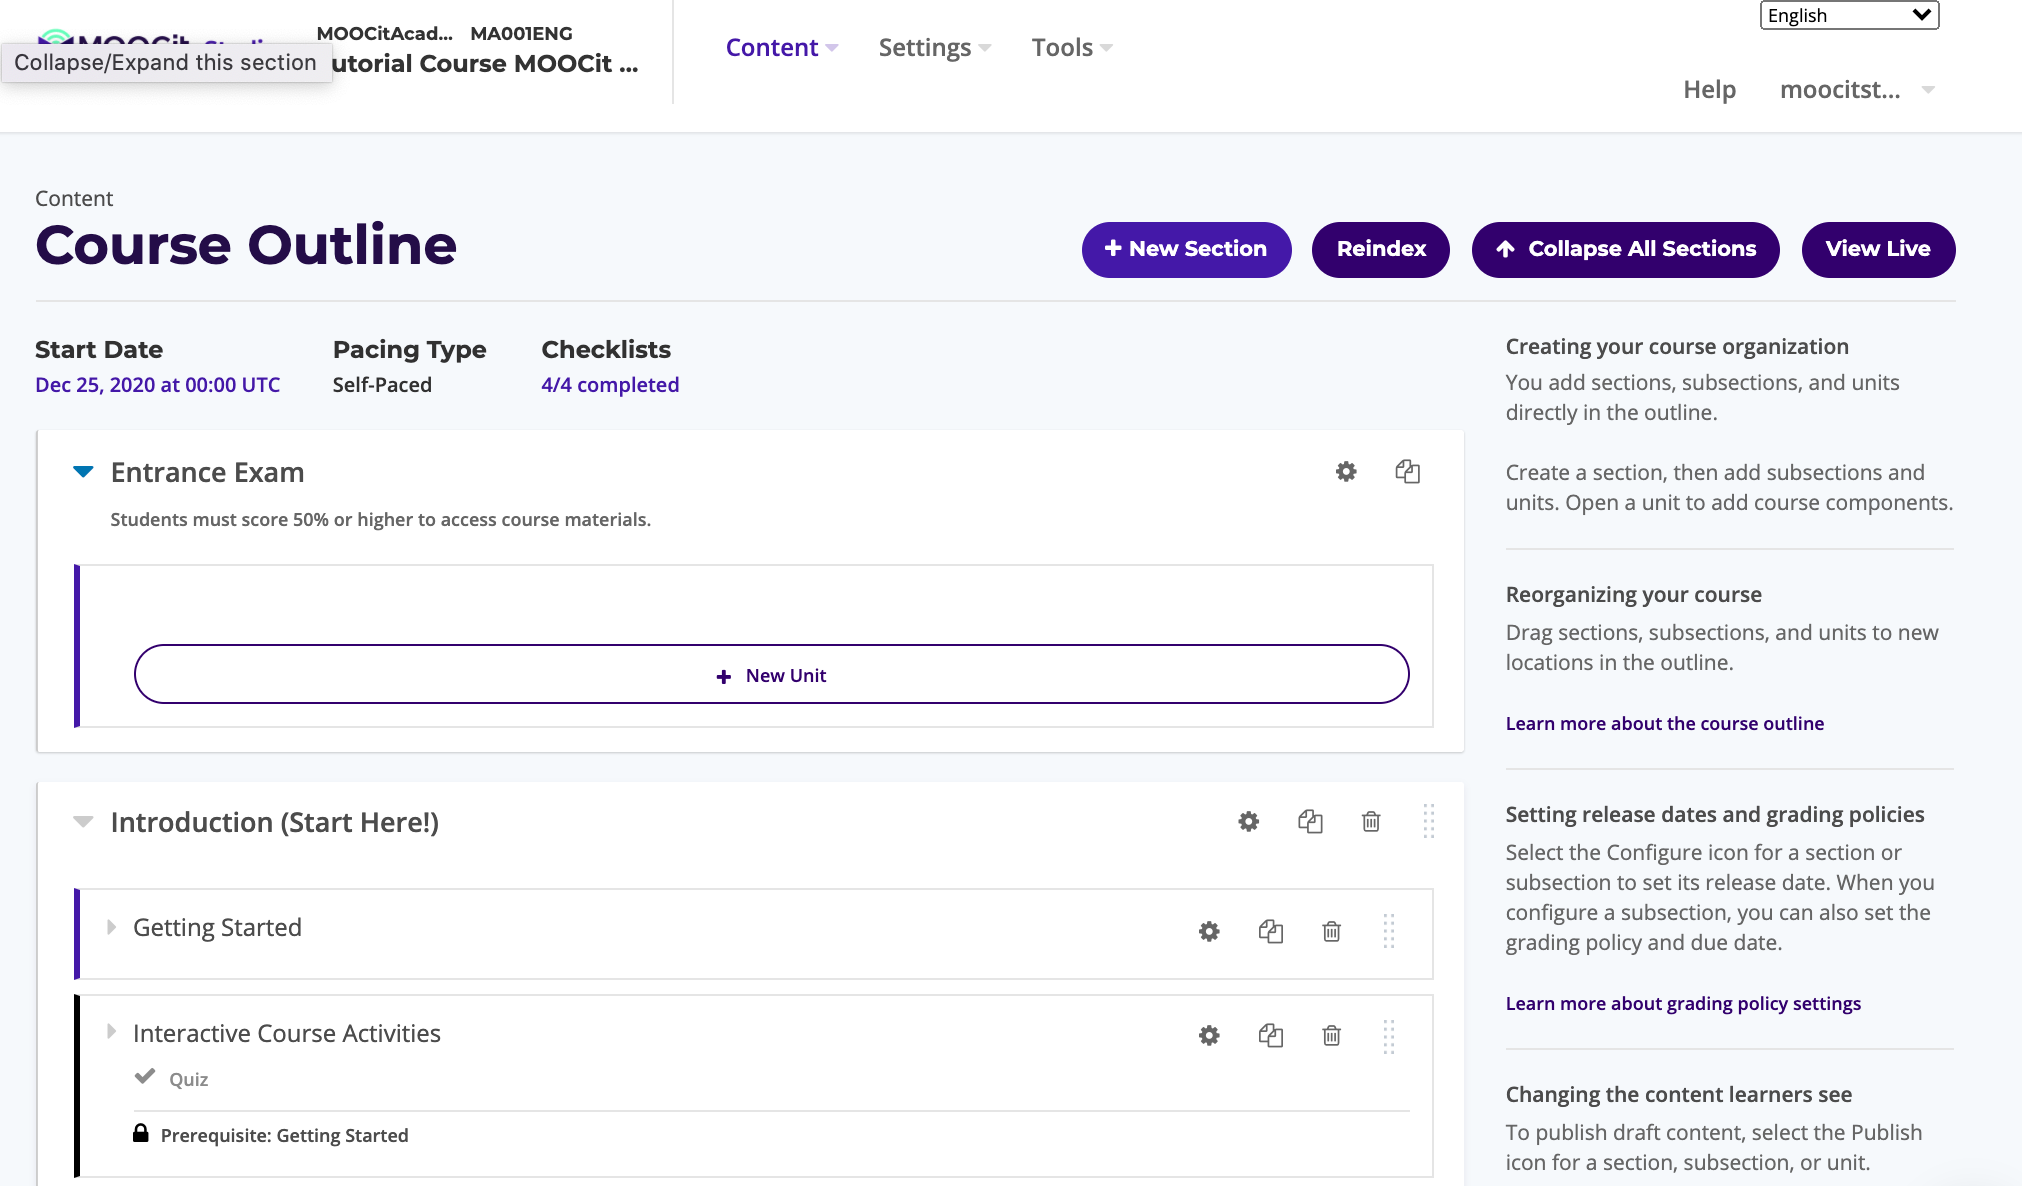 English
MOOCit
MOOCitAcad... MA001ENG
Collapse/Expand this section
utorial Course MOOCit ...
Content
Settings
Tools
Help
moocitst...
Content
Course Outline
New Section
Reindex
Collapse All Sections
View Live
Start Date
Dec 25, 2020 at 00:00 UTC
Pacing Type
Self-Paced
Checklists
4/4 completed
Entrance Exam
Students must score 50% or higher to access course materials.
New Unit
Introduction (Start Here!)
Getting Started
Interactive Course Activities
Quiz
Prerequisite: Getting Started
Creating your course organization
You add sections, subsections, and units
directly in the outline.
Create a section, then add subsections and
units. Open a unit to add course components.
Reorganizing your course
Drag sections, subsections, and units to new
locations in the outline.
Learn more about the course outline
Setting release dates and grading policies
Select the Configure icon for a section or
subsection to set its release date. When you
configure a subsection, you can also set the
grading policy and due date.
Learn more about grading policy settings
Changing the content learners see
To publish draft content, select the Publish
icon for a section, subsection, or unit.